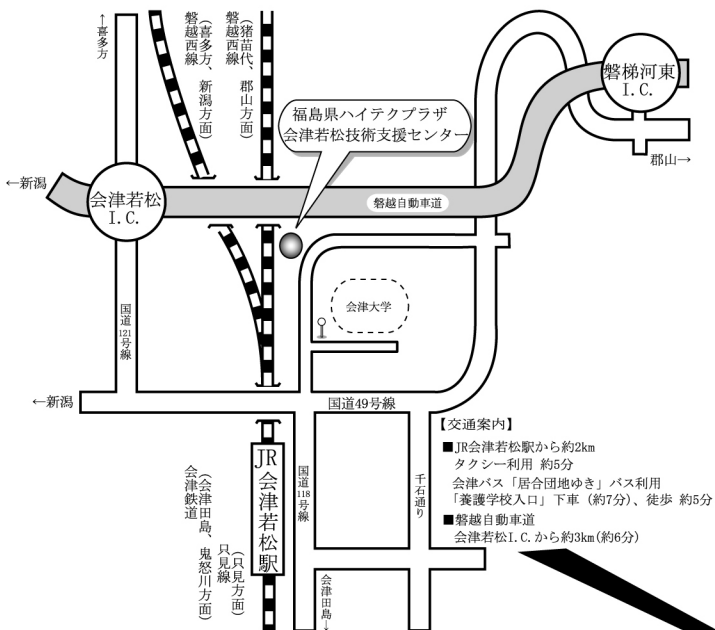 ←喜多方
磐越西線
（喜多方、新潟方面）
磐越西線
（猪苗代、郡山方面）
福島県ハイテクプラザ
会津若松技術支援センター
磐梯河東
I.C.
郡山→
←新潟
会津若松
I.C.
磐越自動車道
国道121号線
会津大学
←新潟
国道49号線
【交通案内】
■JR会津若松駅から約2km
タクシー利用 約5分
会津バス「居合団地ゆき」バス利用
「養護学校入口」下車（約7分）、徒歩 約5分
■磐越自動車道
会津若松I.C.から約3km(約6分)
JR会津若松駅
国道118号線
千石通り
会津鉄道
（会津田島、鬼怒川方面）
只見線
（只見方面）
会津田島→